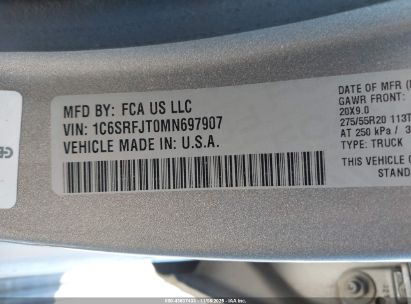 MFD BY: FCA US LLC
VIN: 1C6SRFJT0MN697907
VEHICLE MADE IN: U.S.A.
DATE OF MFR
GAWR FRONT:
20X9.0
275/55R20 113T
AT 250 kPa /
TYPE: TRUCK
THIS VEHICLE
STAND